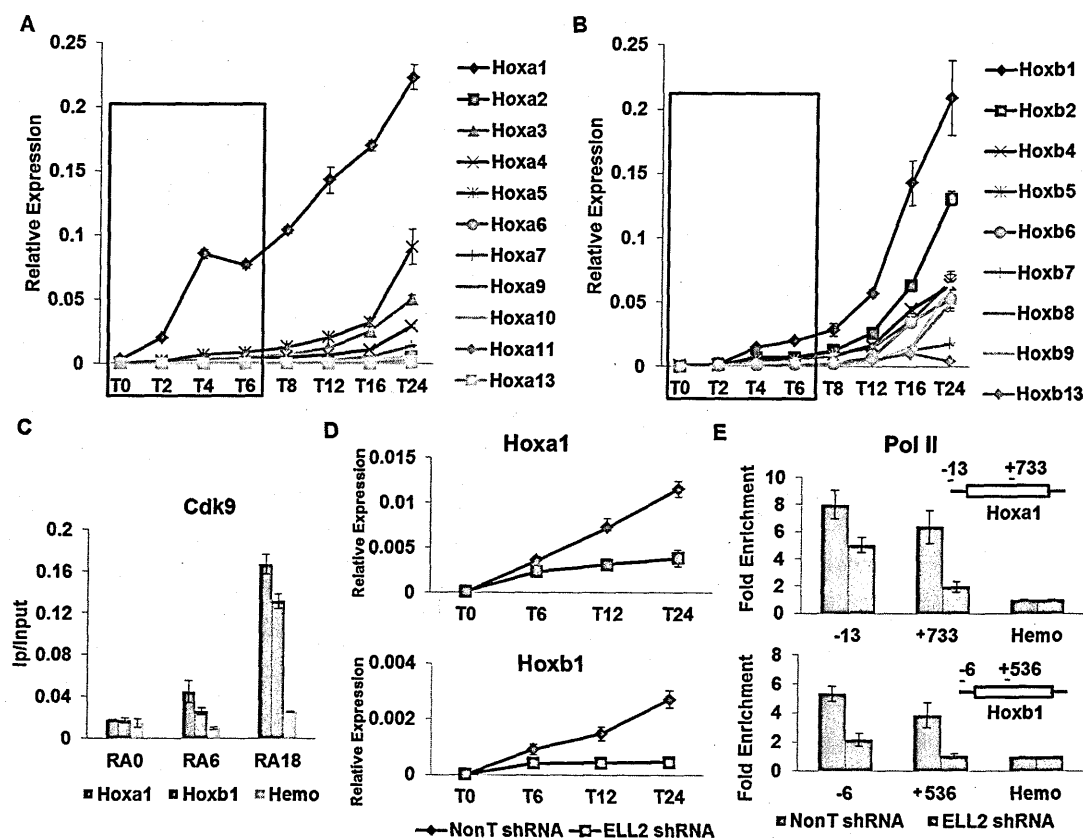 A
0.25
0.2
0.15
0.1
0.05
0
Relative Expression
T0 T2 T4 T6 T8 T12 T16 T24
Hoxa1
Hoxa2
Hoxa3
Hoxa4
Hoxa5
Hoxa6
Hoxa7
Hoxa9
Hoxa10
Hoxa11
Hoxa13
B
0.25
0.2
0.15
0.1
0.05
0
Relative Expression
T0 T2 T4 T6 T8 T12 T16 T24
Hoxb1
Hoxb2
Hoxb4
Hoxb5
Hoxb6
Hoxb7
Hoxb8
Hoxb9
Hoxb13
C
Cdk9
0.2
0.16
0.12
0.08
0.04
0
Ip/Input
RA0 RA6 RA18
Hoxa1 Hoxb1 Hemo
D
Hoxa1
0.015
0.01
0.005
0
Relative Expression
T0 T6 T12 T24
Hoxb1
0.004
0.002
0
Relative Expression
T0 T6 T12 T24
NonT shRNA ELL2 shRNA
E
Pol II
10
8
6
4
2
0
Fold Enrichment
-13 +733
Hoxa1
-13 +733 Hemo
8
6
4
2
0
Fold Enrichment
-6 +536
Hoxb1
-6 +536 Hemo
NonT shRNA ELL2 shRNA